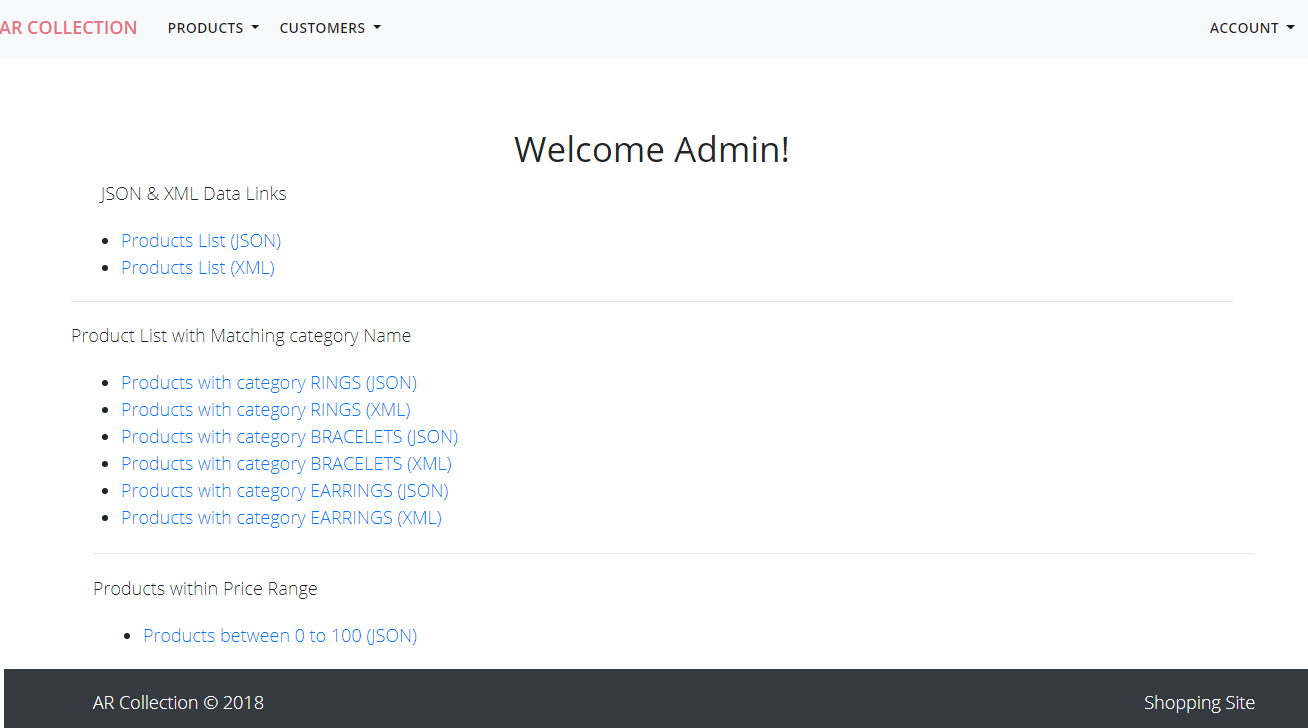 AR COLLECTION PRODUCTS CUSTOMERS ACCOUNT
Welcome Admin!
JSON & XML Data Links
Products List (JSON)
Products List (XML)
Product List with Matching category Name
Products with category RINGS (JSON)
Products with category RINGS (XML)
Products with category BRACELETS (JSON)
Products with category BRACELETS (XML)
Products with category EARRINGS (JSON)
Products with category EARRINGS (XML)
Products within Price Range
Products between 0 to 100 (JSON)
AR Collection © 2018 Shopping Site